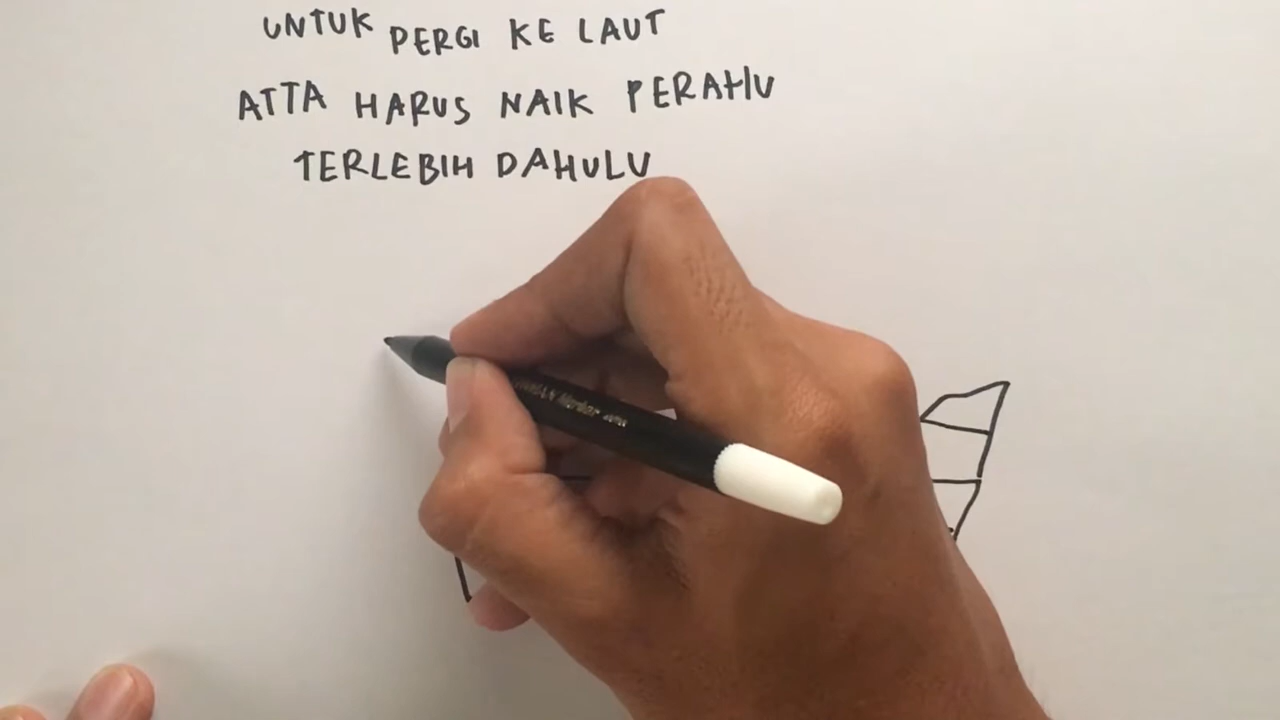 UNTUK PERGI KE LAUT
ATTA HARUS NAIK PERAHU
TERLEBIH DAHULU